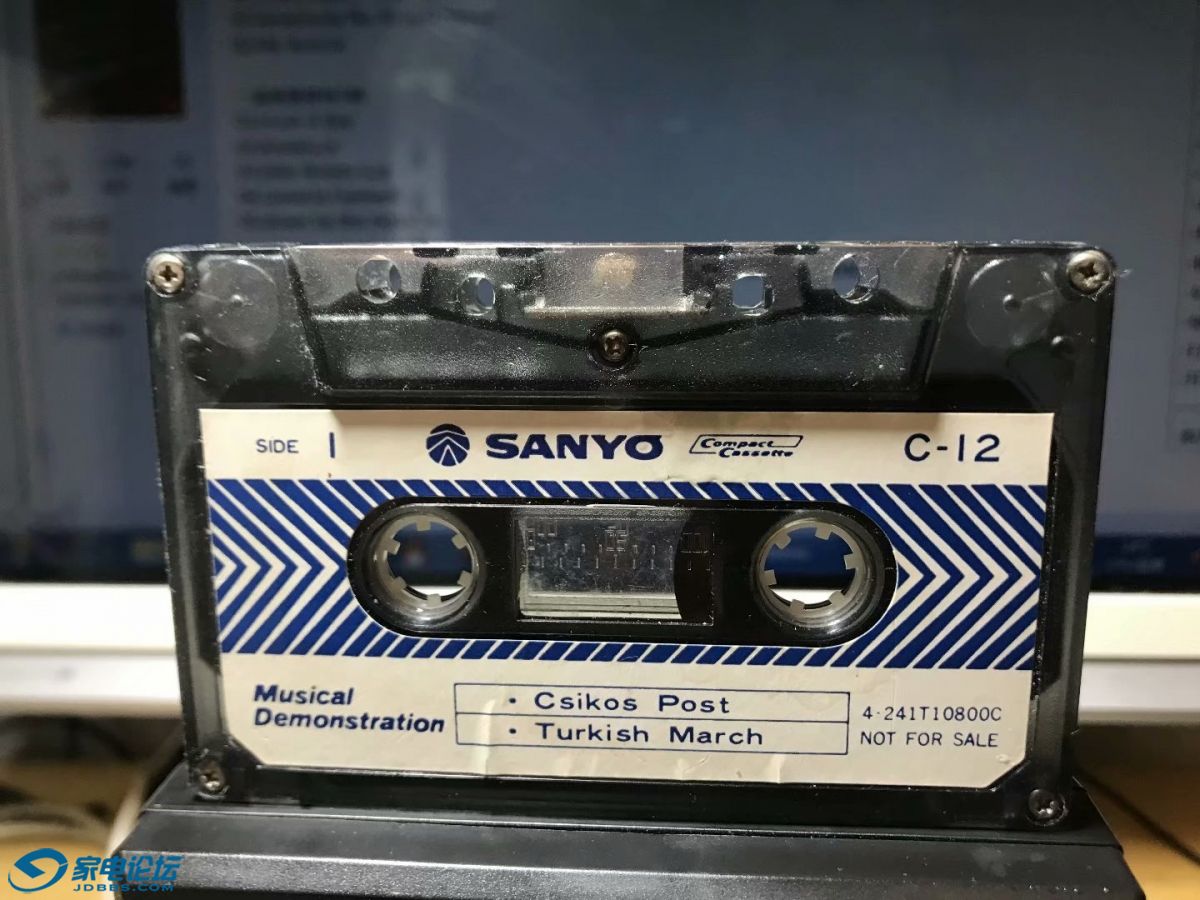 SIDE 1 SANYO Compact Cassette C-12
Musical
Demonstration
· Csikos Post
· Turkish March
4-241T10800C
NOT FOR SALE
家电论坛
JDBBS.COM